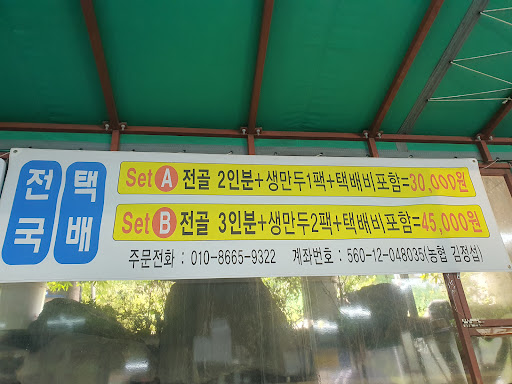 전국
택배
Set A 전골 2인분+생만두1팩+택배비포함=30,000원
Set B 전골 3인분+생만두2팩+택배비포함=45,000원
주문전화 : 010-8665-9322 계좌번호 : 560-12-048035(농협 김정섭)